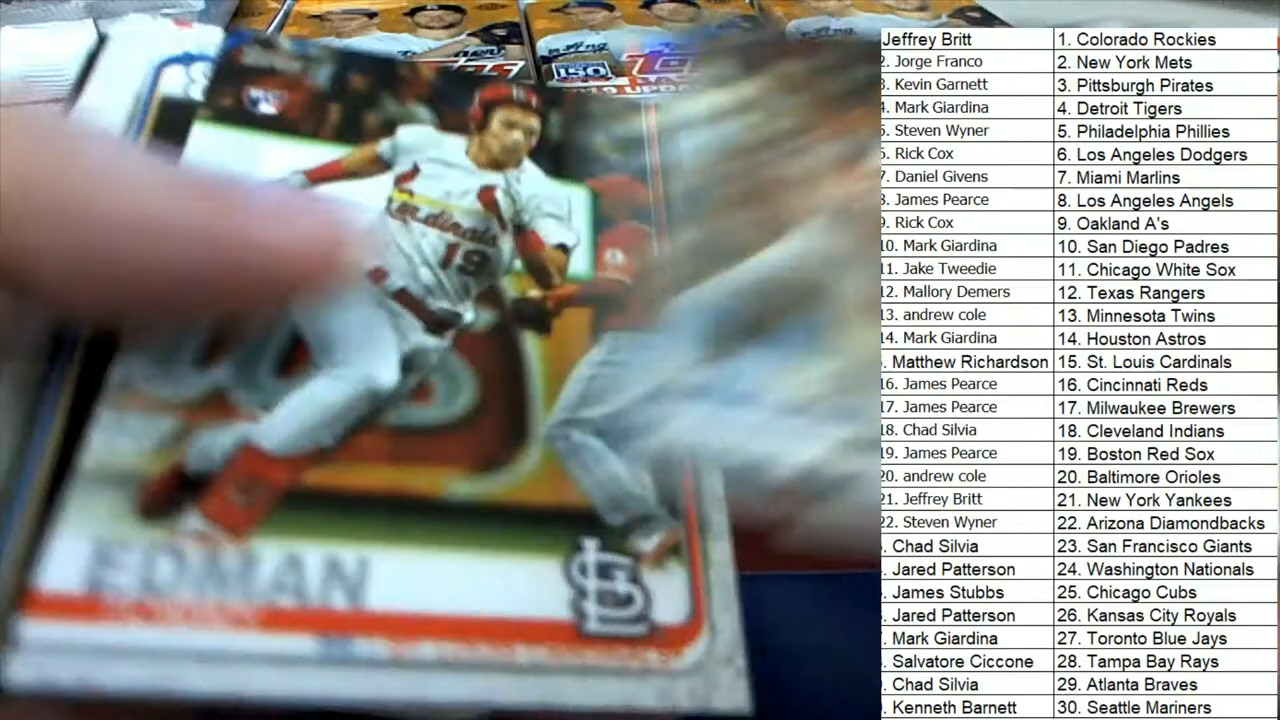 Jeffrey Britt 1. Colorado Rockies
2. Jorge Franco 2. New York Mets
3. Kevin Garnett 3. Pittsburgh Pirates
4. Mark Giardina 4. Detroit Tigers
5. Steven Wyner 5. Philadelphia Phillies
6. Rick Cox 6. Los Angeles Dodgers
7. Daniel Givens 7. Miami Marlins
8. James Pearce 8. Los Angeles Angels
9. Rick Cox 9. Oakland A's
10. Mark Giardina 10. San Diego Padres
11. Jake Tweedie 11. Chicago White Sox
12. Mallory Demers 12. Texas Rangers
13. andrew cole 13. Minnesota Twins
14. Mark Giardina 14. Houston Astros
Matthew Richardson 15. St. Louis Cardinals
16. James Pearce 16. Cincinnati Reds
17. James Pearce 17. Milwaukee Brewers
18. Chad Silvia 18. Cleveland Indians
19. James Pearce 19. Boston Red Sox
20. andrew cole 20. Baltimore Orioles
21. Jeffrey Britt 21. New York Yankees
22. Steven Wyner 22. Arizona Diamondbacks
Chad Silvia 23. San Francisco Giants
Jared Patterson 24. Washington Nationals
James Stubbs 25. Chicago Cubs
Jared Patterson 26. Kansas City Royals
Mark Giardina 27. Toronto Blue Jays
Salvatore Ciccone 28. Tampa Bay Rays
Chad Silvia 29. Atlanta Braves
Kenneth Barnett 30. Seattle Mariners
150
Cardinals
19
EDMAN